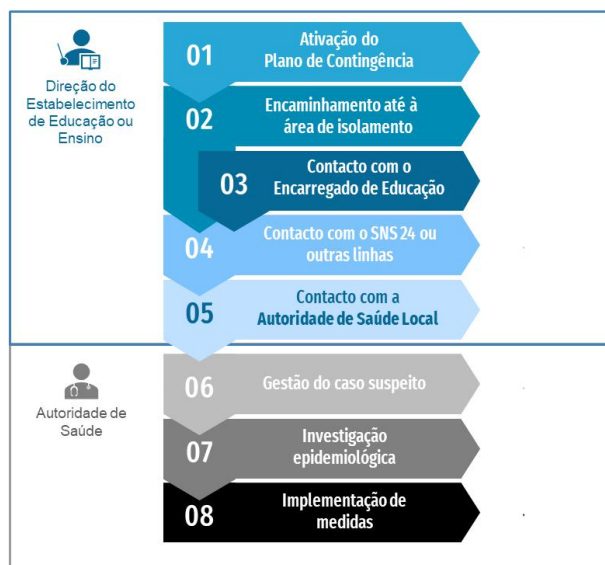 Direção do
Estabelecimento
de Educação ou
Ensino
01
Ativação do
Plano de Contingência
02
Encaminhamento até à
área de isolamento
03
Contacto com o
Encarregado de Educação
04
Contacto com o SNS 24 ou
outras linhas
05
Contacto com a
Autoridade de Saúde Local
Autoridade de
Saúde
06
Gestão do caso suspeito
07
Investigação
epidemiológica
08
Implementação de
medidas